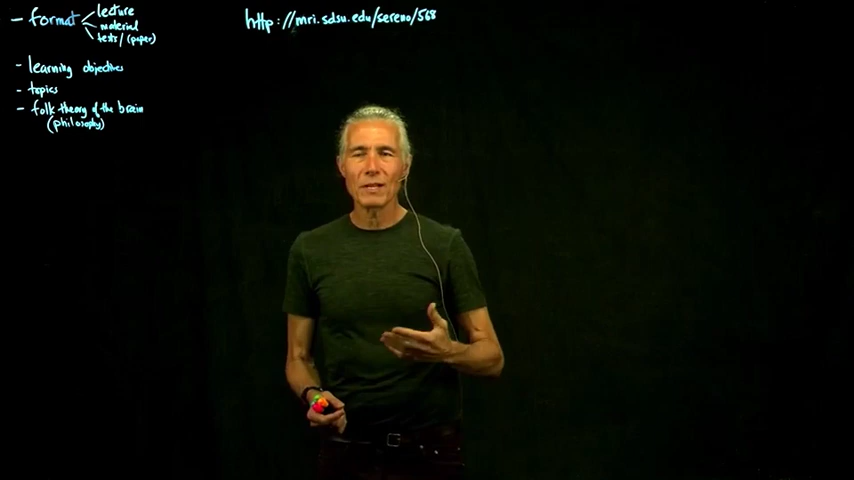 - format
lecture
material
tests/(paper)
http://mri.sdsu.edu/sereno/568
- learning objectives
- topics
- folk theory of the brain
(philosophy)